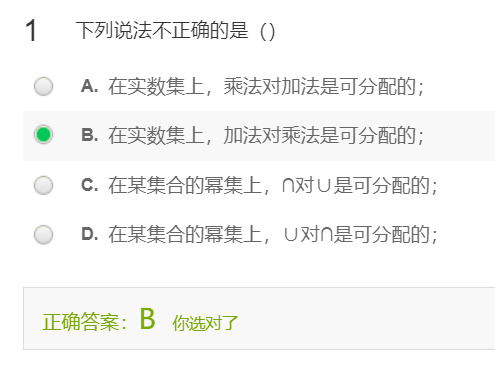 1 下列说法不正确的是（）
A. 在实数集上，乘法对加法是可分配的；
B. 在实数集上，加法对乘法是可分配的；
C. 在某集合的幂集上，∩对∪是可分配的；
D. 在某集合的幂集上，∪对∩是可分配的；
正确答案：B 你选对了